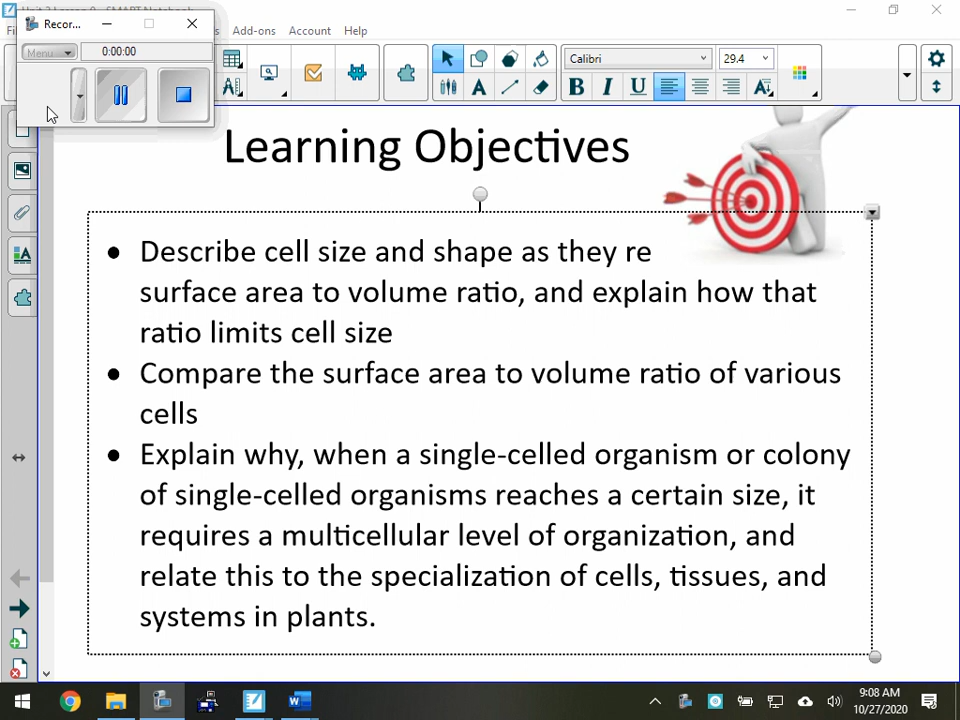 Recor...
Menu
0:00:00
Add-ons Account Help
Calibri
29.4
B I U
Learning Objectives
• Describe cell size and shape as they re
surface area to volume ratio, and explain how that
ratio limits cell size
• Compare the surface area to volume ratio of various
cells
• Explain why, when a single-celled organism or colony
of single-celled organisms reaches a certain size, it
requires a multicellular level of organization, and
relate this to the specialization of cells, tissues, and
systems in plants.
9:08 AM
10/27/2020